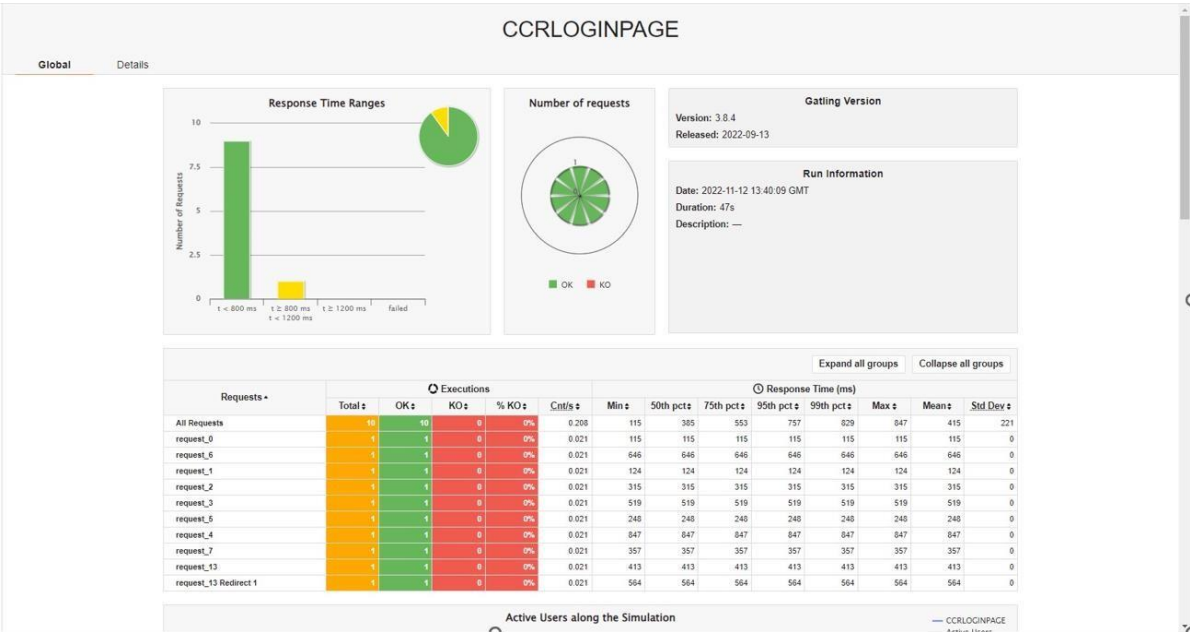 CCRLOGINPAGE
Global Details
Response Time Ranges
10
7.5
5
2.5
0
Number of Requests
t < 800 ms
t ≥ 800 ms
t < 1200 ms
t ≥ 1200 ms
failed
Number of requests
1
0
OK KO
Gatling Version
Version: 3.8.4
Released: 2022-09-13
Run Information
Date: 2022-11-12 13:40:09 GMT
Duration: 47s
Description: —
Expand all groups Collapse all groups
Requests Executions Response Time (ms)
Total OK KO % KO Cnt/s Min 50th pct 75th pct 95th pct 99th pct Max Mean Std Dev
All Requests 10 10 0 0% 0.208 115 385 553 757 829 847 415 221
request_0 1 1 0 0% 0.021 115 115 115 115 115 115 115 0
request_6 1 1 0 0% 0.021 646 646 646 646 646 646 646 0
request_1 1 1 0 0% 0.021 124 124 124 124 124 124 124 0
request_2 1 1 0 0% 0.021 315 315 315 315 315 315 315 0
request_3 1 1 0 0% 0.021 519 519 519 519 519 519 519 0
request_5 1 1 0 0% 0.021 248 248 248 248 248 248 248 0
request_4 1 1 0 0% 0.021 847 847 847 847 847 847 847 0
request_7 1 1 0 0% 0.021 357 357 357 357 357 357 357 0
request_13 1 1 0 0% 0.021 413 413 413 413 413 413 413 0
request_13 Redirect 1 1 1 0 0% 0.021 564 564 564 564 564 564 564 0
Active Users along the Simulation
CCRLOGINPAGE
Active Users